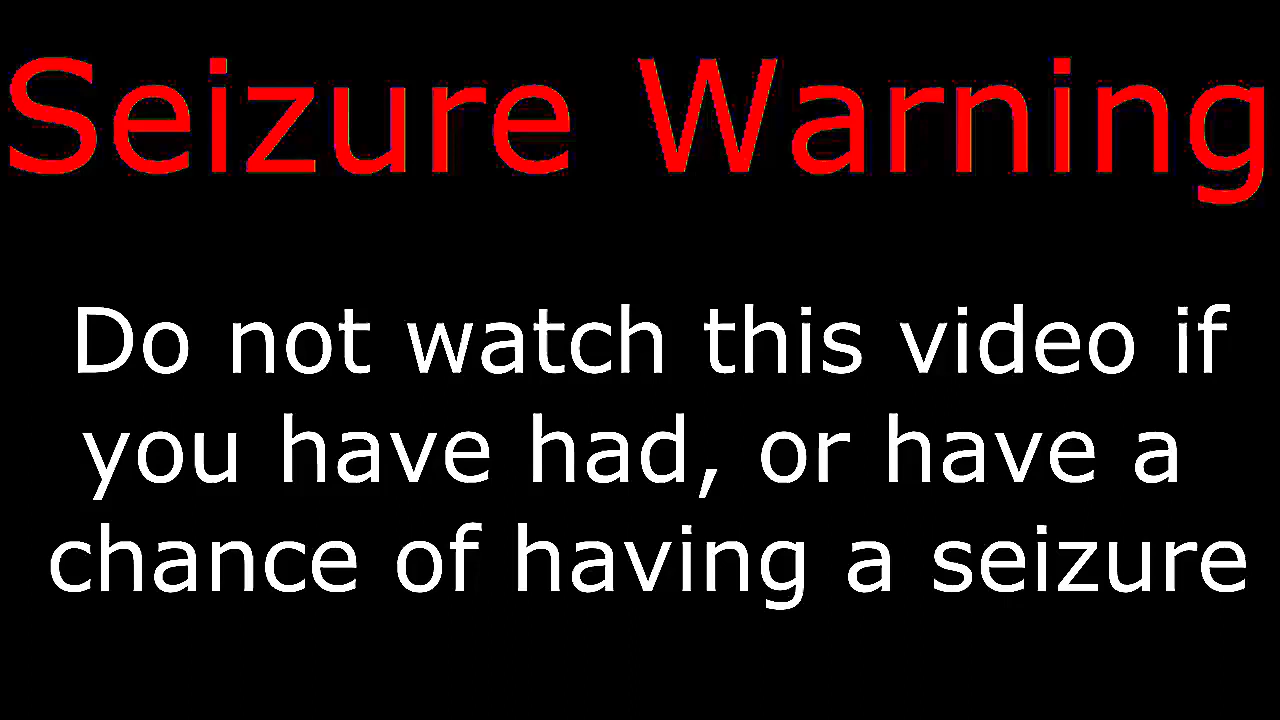 Seizure Warning
Do not watch this video if
you have had, or have a
chance of having a seizure